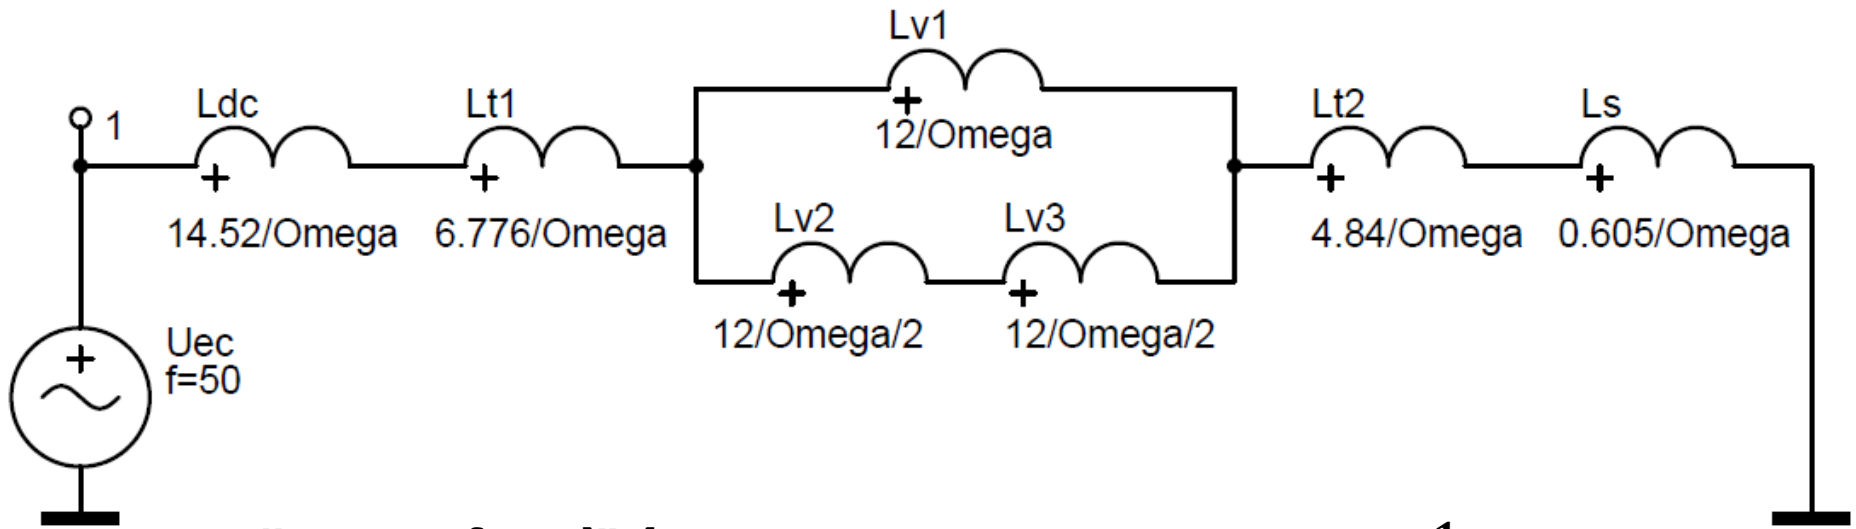 Lv1
12/Omega
1
Ldc
14.52/Omega
Lt1
6.776/Omega
Lt2
4.84/Omega
Ls
0.605/Omega
Lv2
12/Omega/2
Lv3
12/Omega/2
Uec
f=50